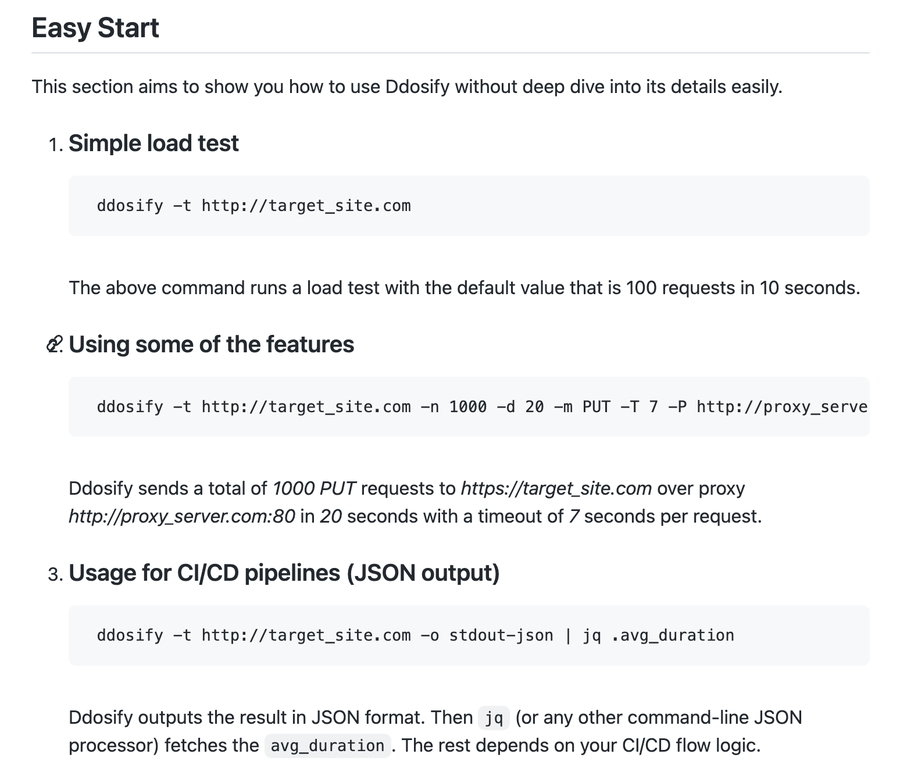 Easy Start
This section aims to show you how to use Ddosify without deep dive into its details easily.
1. Simple load test
ddosify -t http://target_site.com
The above command runs a load test with the default value that is 100 requests in 10 seconds.
2. Using some of the features
ddosify -t http://target_site.com -n 1000 -d 20 -m PUT -T 7 -P http://proxy_serve
Ddosify sends a total of 1000 PUT requests to https://target_site.com over proxy
http://proxy_server.com:80 in 20 seconds with a timeout of 7 seconds per request.
3. Usage for CI/CD pipelines (JSON output)
ddosify -t http://target_site.com -o stdout-json | jq .avg_duration
Ddosify outputs the result in JSON format. Then jq (or any other command-line JSON
processor) fetches the avg_duration . The rest depends on your CI/CD flow logic.